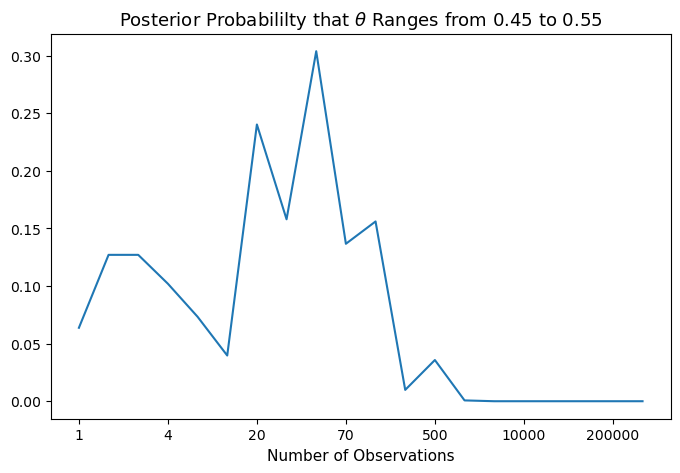 Posterior Probabililty that θ Ranges from 0.45 to 0.55
0.30
0.25
0.20
0.15
0.10
0.05
0.00
1 4 20 70 500 10000 200000
Number of Observations